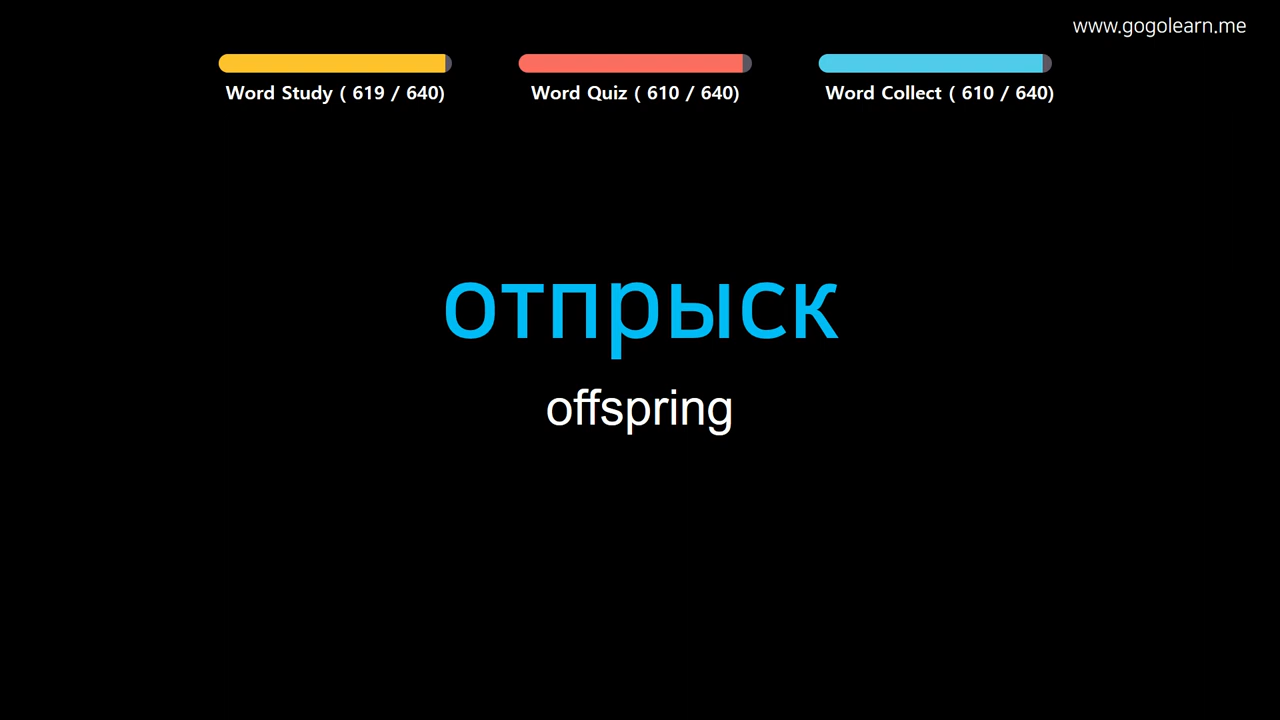 www.gogolearn.me
Word Study ( 619 / 640)
Word Quiz ( 610 / 640)
Word Collect ( 610 / 640)
отпрыск
offspring